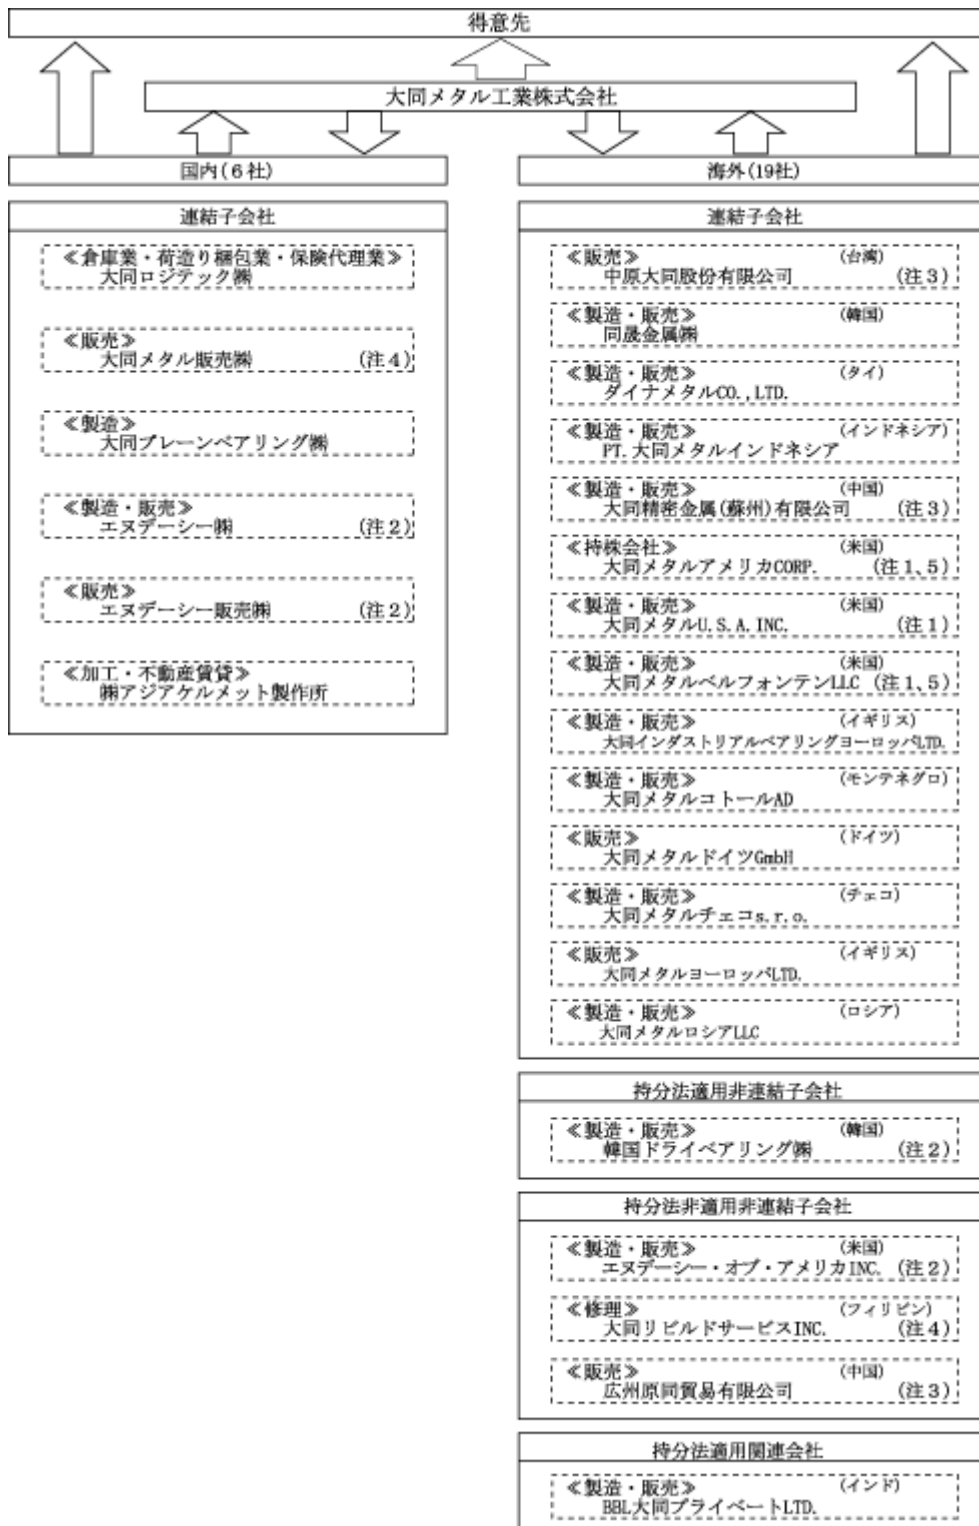 得意先
大同メタル工業株式会社
国内(6社)
連結子会社
≪倉庫業・荷造り梱包業・保険代理業≫
大同ロジテック㈱
≪販売≫
大同メタル販売㈱ (注4)
≪製造≫
大同プレーンベアリング㈱
≪製造・販売≫
エヌデーシー㈱ (注2)
≪販売≫
エヌデーシー販売㈱ (注2)
≪加工・不動産賃貸≫
㈱アジアケルメット製作所
海外(19社)
連結子会社
≪販売≫ (台湾)
中原大同股份有限公司 (注3)
≪製造・販売≫ (韓国)
同晟金属㈱
≪製造・販売≫ (タイ)
ダイナメタルCO.,LTD.
≪製造・販売≫ (インドネシア)
PT.大同メタルインドネシア
≪製造・販売≫ (中国)
大同精密金属(蘇州)有限公司 (注3)
≪持株会社≫ (米国)
大同メタルアメリカCORP. (注1、5)
≪製造・販売≫ (米国)
大同メタルU.S.A.INC. (注1)
≪製造・販売≫ (米国)
大同メタルベルフォンテンLLC (注1、5)
≪製造・販売≫ (イギリス)
大同インダストリアルベアリングヨーロッパLTD.
≪製造・販売≫ (モンテネグロ)
大同メタルコトールAD
≪販売≫ (ドイツ)
大同メタルドイツGmbH
≪製造・販売≫ (チェコ)
大同メタルチェコs.r.o.
≪販売≫ (イギリス)
大同メタルヨーロッパLTD.
≪製造・販売≫ (ロシア)
大同メタルロシアLLC
持分法適用非連結子会社
≪製造・販売≫ (韓国)
韓国ドライベアリング㈱ (注2)
持分法非適用非連結子会社
≪製造・販売≫ (米国)
エヌデーシー・オブ・アメリカINC. (注2)
≪修理≫ (フィリピン)
大同リビルドサービスINC. (注4)
≪販売≫ (中国)
広州原同貿易有限公司 (注3)
持分法適用関連会社
≪製造・販売≫ (インド)
BBL大同プライベートLTD.